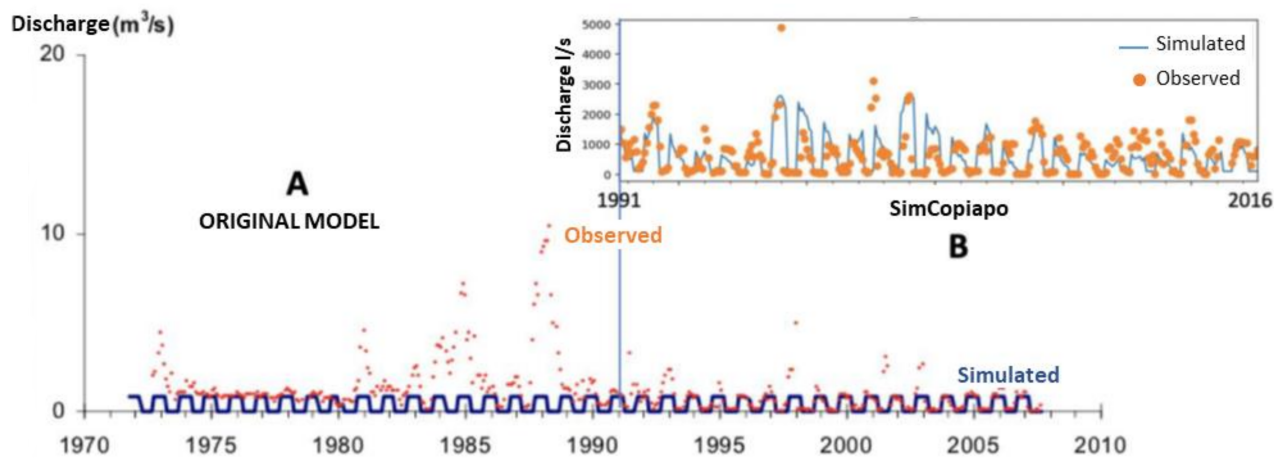 Discharge (m³/s)
20
10
0
A
ORIGINAL MODEL
Observed
Simulated
1970 1975 1980 1985 1990 1995 2000 2005 2010
Discharge l/s
5000
4000
3000
2000
1000
0
Simulated
Observed
1991 2016
SimCopiapo
B